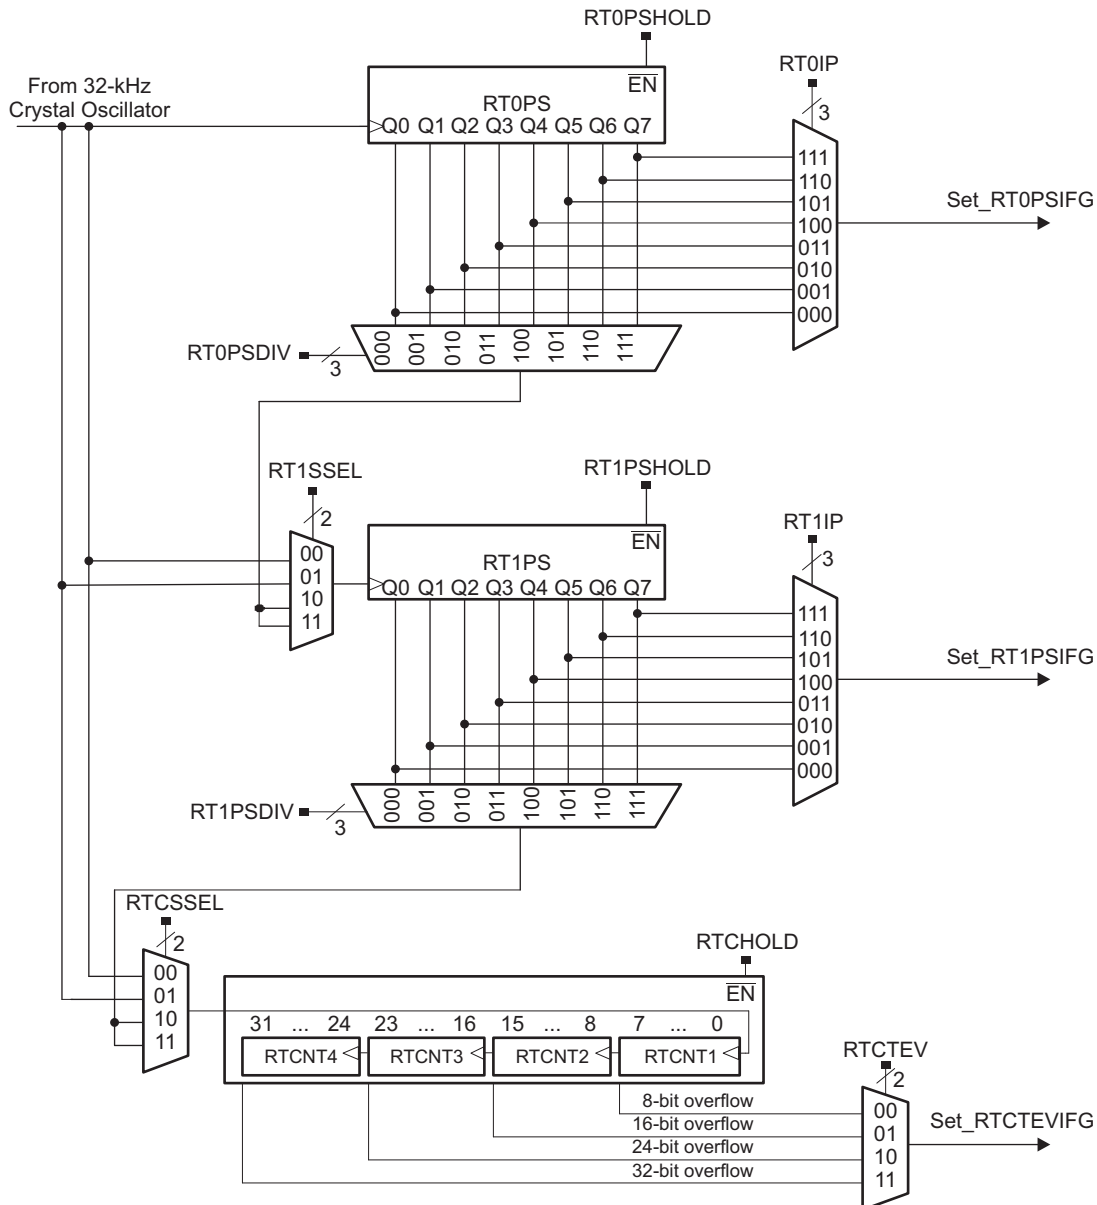 RT0PSHOLD
RT0IP
From 32-kHz
Crystal Oscillator
EN
3
RT0PS
Q0 Q1 Q2 Q3 Q4 Q5 Q6 Q7
111
110
101
Set_RT0PSIFG
100
011
010
001
000
RT0PSDIV
3
000 001 010 011 100 101 110 111
RT1SSEL
RT1PSHOLD
2
RT1IP
EN
3
00
01
10
11
RT1PS
Q0 Q1 Q2 Q3 Q4 Q5 Q6 Q7
111
110
101
Set_RT1PSIFG
100
011
010
001
000
RT1PSDIV
3
000 001 010 011 100 101 110 111
RTCSSEL
2
RTCHOLD
00
01
10
11
EN
31 ... 24 23 ... 16 15 ... 8 7 ... 0
RTCNT4 RTCNT3 RTCNT2 RTCNT1
RTCTEV
2
8-bit overflow
16-bit overflow
24-bit overflow
32-bit overflow
00
01
10
11
Set_RTCTEVIFG